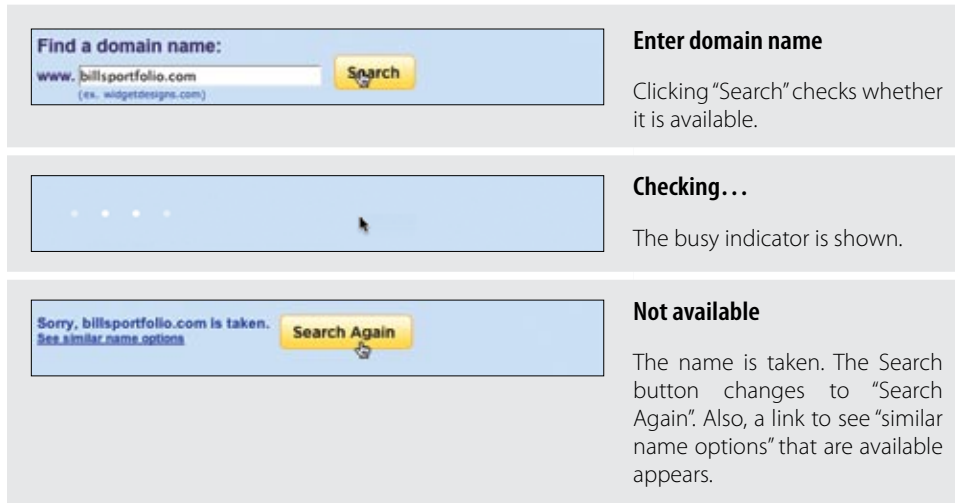 Find a domain name:
www. billsportfolio.com Search
(ex. widgetdesigns.com)
Enter domain name
Clicking “Search” checks whether
it is available.
Checking…
The busy indicator is shown.
Sorry, billsportfolio.com is taken.
See similar name options
Search Again
Not available
The name is taken. The Search
button changes to “Search
Again”. Also, a link to see “similar
name options” that are available
appears.